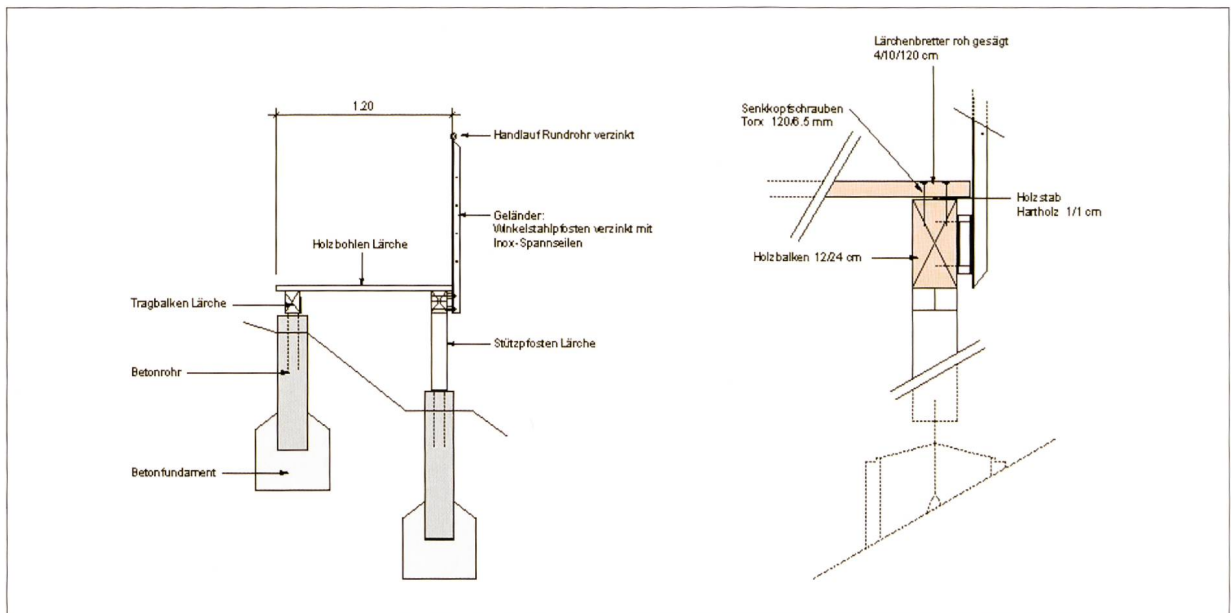 1.20
Handlauf Rundrohr verzinkt
Geländer:
Winkelstahlpfosten verzinkt mit
Inox-Spannseilen
Holzbohlen Lärche
Tragbalken Lärche
Stützpfosten Lärche
Betonrohr
Betonfundament
Lärchenbretter roh gesägt
4/10/120 cm
Senkkopfschrauben
Torx 120/6.5 mm
Holzstab
Hartholz 1/1 cm
Holzbalken 12/24 cm